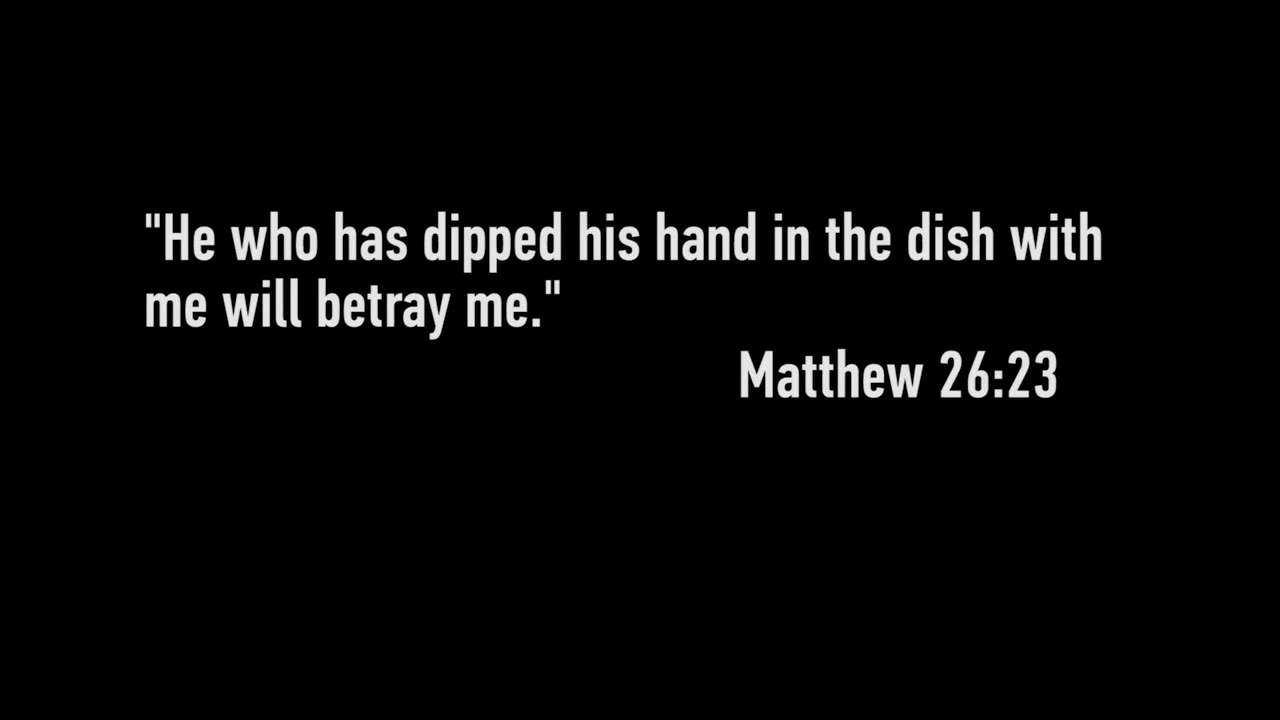 "He who has dipped his hand in the dish with
me will betray me."
Matthew 26:23